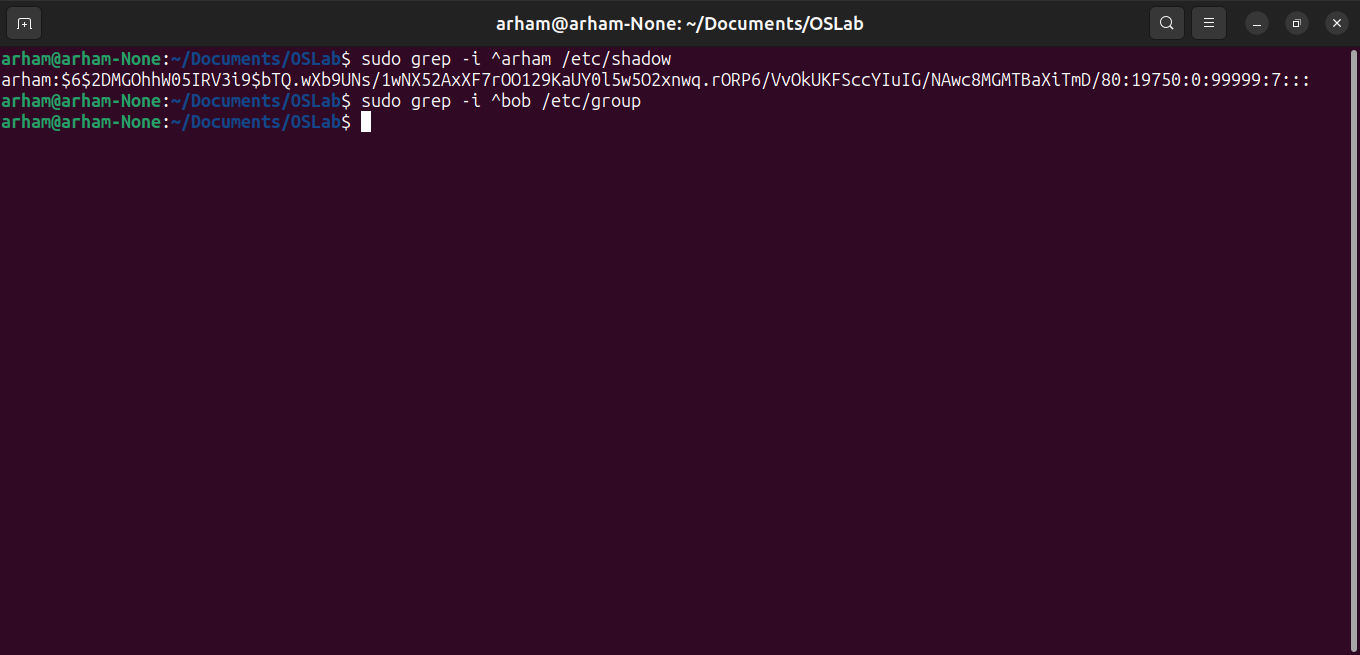 arham@arham-None: ~/Documents/OSLab
arham@arham-None:~/Documents/OSLab$ sudo grep -i ^arham /etc/shadow
arham:$6$2DMGOhhW05IRV3i9$bTQ.wXb9UNs/1wNX52AxXF7rOO129KaUY0l5w5O2xnwq.rORP6/VvOkUKFSccYIuIG/NAwc8MGMTBaXiTmD/80:19750:0:99999:7:::
arham@arham-None:~/Documents/OSLab$ sudo grep -i ^bob /etc/group
arham@arham-None:~/Documents/OSLab$